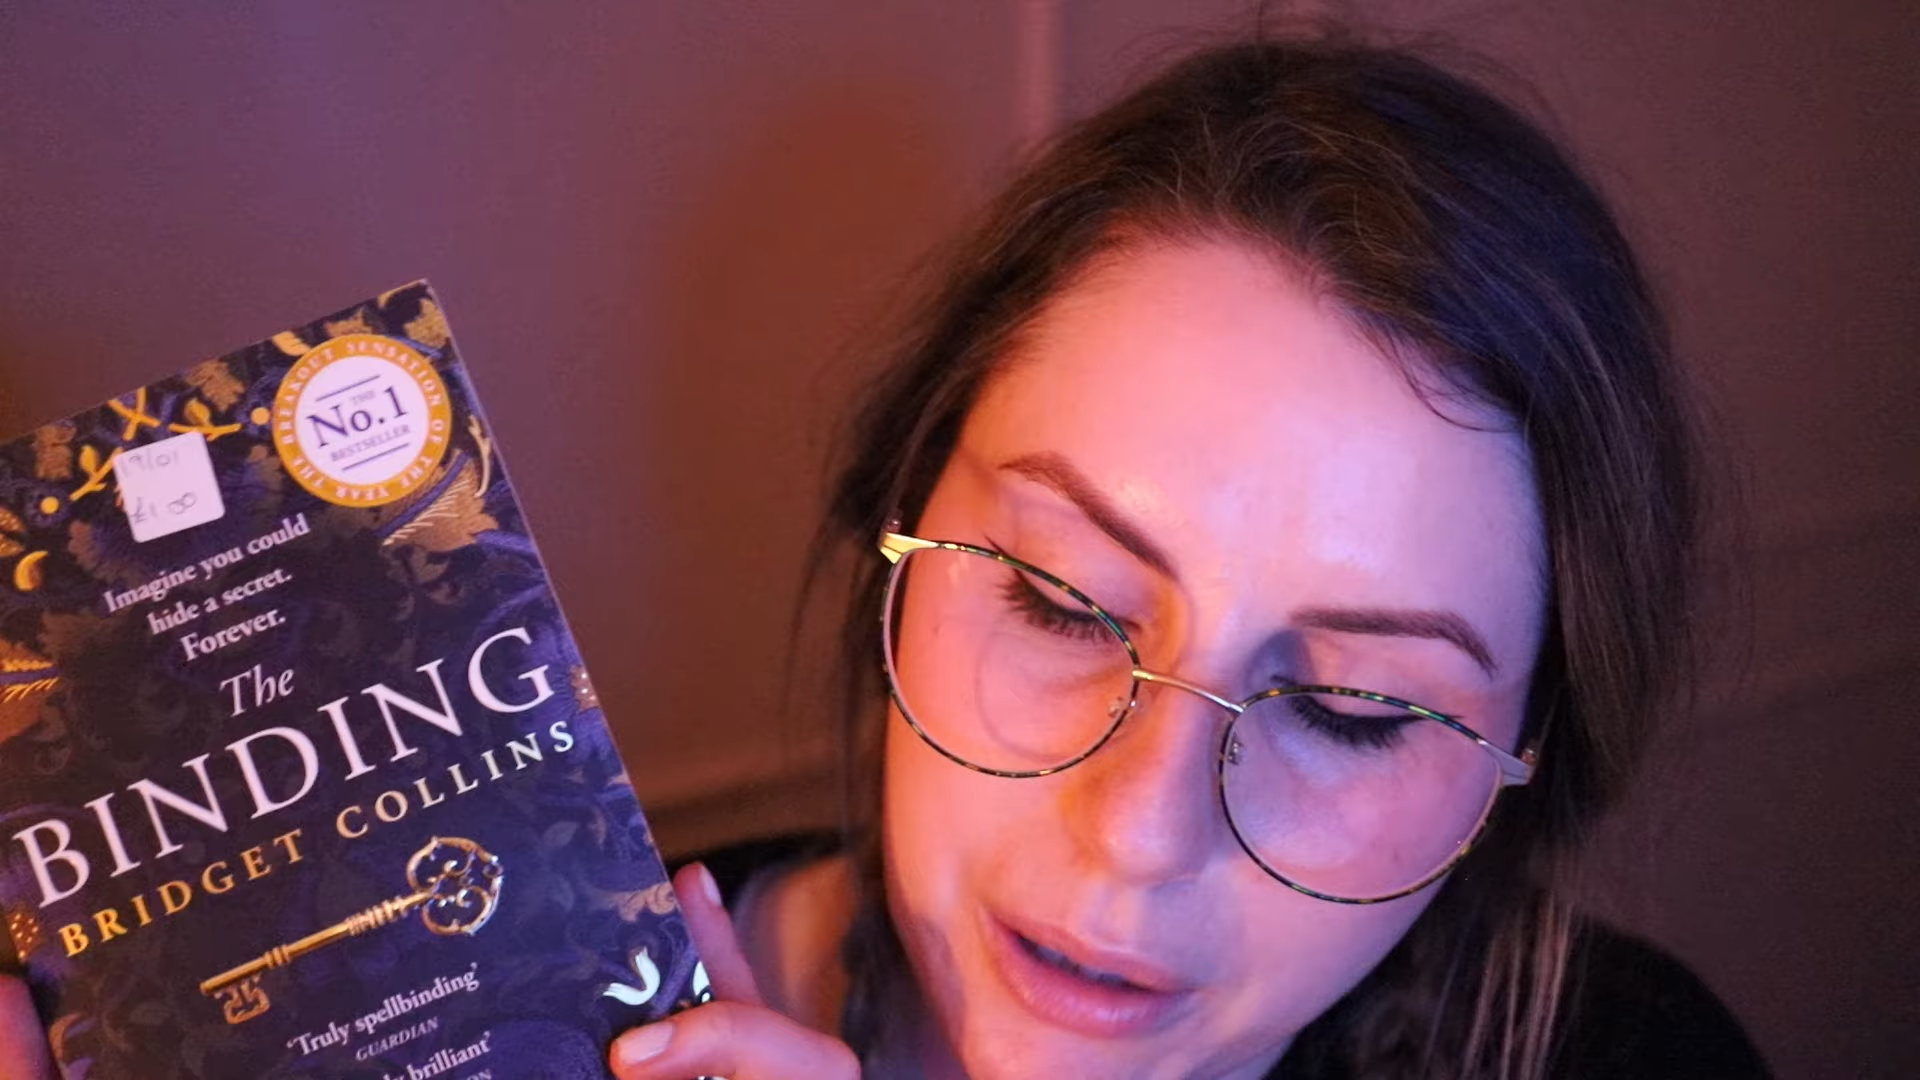 BREAKOUT SENSATION OF THE YEAR THE
THE
No.1
BESTSELLER
19/01
£1.00
Imagine you could
hide a secret.
Forever.
The
BINDING
BRIDGET COLLINS
'Truly spellbinding'
GUARDIAN
brilliant'